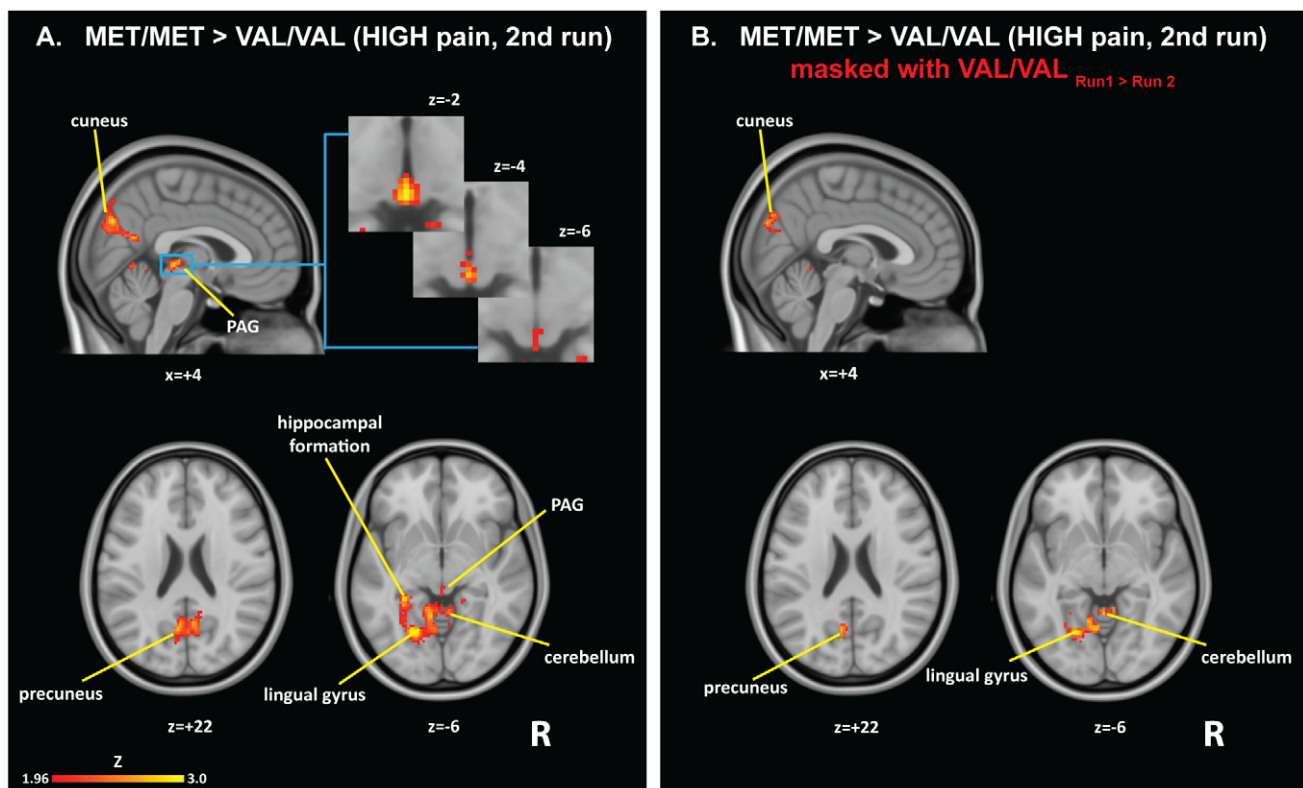 A. MET/MET > VAL/VAL (HIGH pain, 2nd run)
cuneus
z=-2
z=-4
z=-6
PAG
x=+4
hippocampal
formation
PAG
precuneus
lingual gyrus
cerebellum
z=+22
z=-6
R
Z
1.96
3.0
B. MET/MET > VAL/VAL (HIGH pain, 2nd run)
masked with VAL/VAL Run1 > Run 2
cuneus
x=+4
precuneus
lingual gyrus
cerebellum
z=+22
z=-6
R